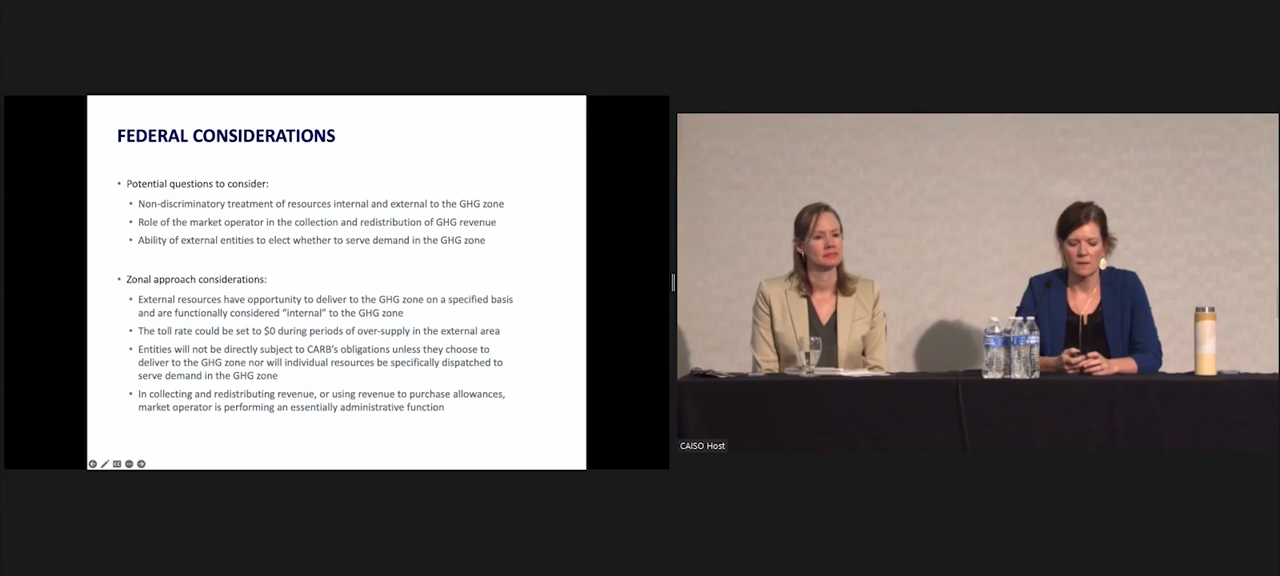 FEDERAL CONSIDERATIONS
• Potential questions to consider:
• Non-discriminatory treatment of resources internal and external to the GHG zone
• Role of the market operator in the collection and redistribution of GHG revenue
• Ability of external entities to elect whether to serve demand in the GHG zone
• Zonal approach considerations:
• External resources have opportunity to deliver to the GHG zone on a specified basis
and are functionally considered “internal” to the GHG zone
• The toll rate could be set to $0 during periods of over-supply in the external area
• Entities will not be directly subject to CARB’s obligations unless they choose to
deliver to the GHG zone nor will individual resources be specifically dispatched to
serve demand in the GHG zone
• In collecting and redistributing revenue, or using revenue to purchase allowances,
market operator is performing an essentially administrative function
CAISO Host